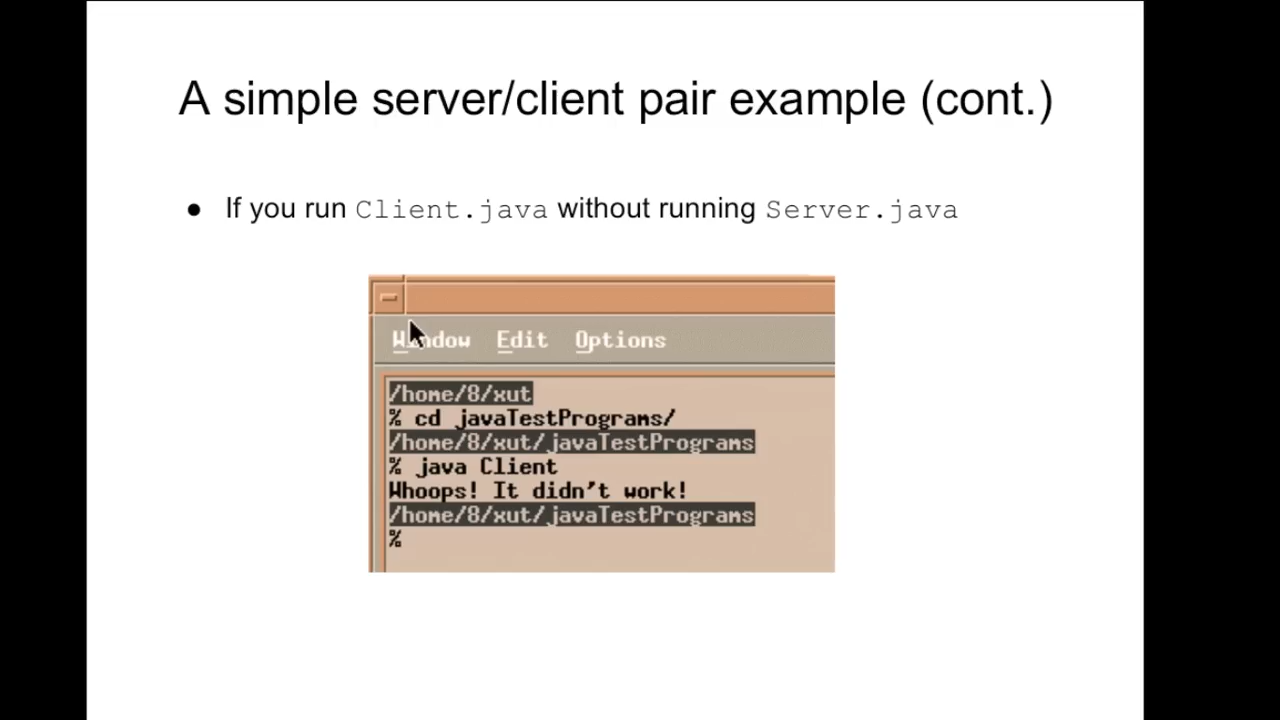 A simple server/client pair example (cont.)
● If you run Client.java without running Server.java
Window Edit Options
/home/8/xut
% cd javaTestPrograms/
/home/8/xut/javaTestPrograms
% java Client
Whoops! It didn't work!
/home/8/xut/javaTestPrograms
%